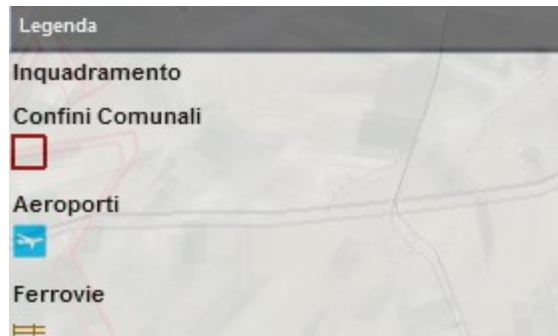 Legenda
Inquadramento
Confini Comunali
Aeroporti
Ferrovie